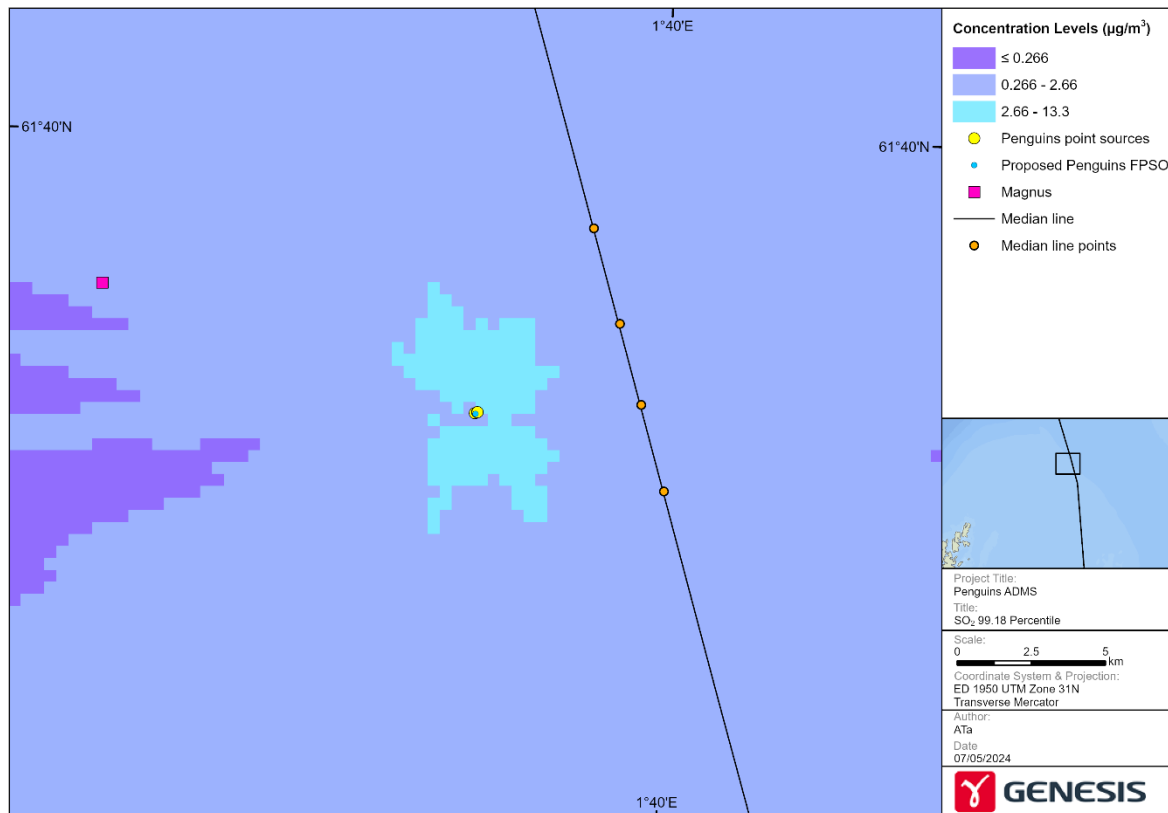 1°40'E
61°40'N
61°40'N
1°40'E
Concentration Levels (µg/m³)
≤ 0.266
0.266 - 2.66
2.66 - 13.3
Penguins point sources
Proposed Penguins FPSO
Magnus
Median line
Median line points
Project Title:
Penguins ADMS
Title:
SO₂ 99.18 Percentile
Scale:
0 2.5 5
km
Coordinate System & Projection:
ED 1950 UTM Zone 31N
Transverse Mercator
Author:
ATa
Date
07/05/2024
GENESIS